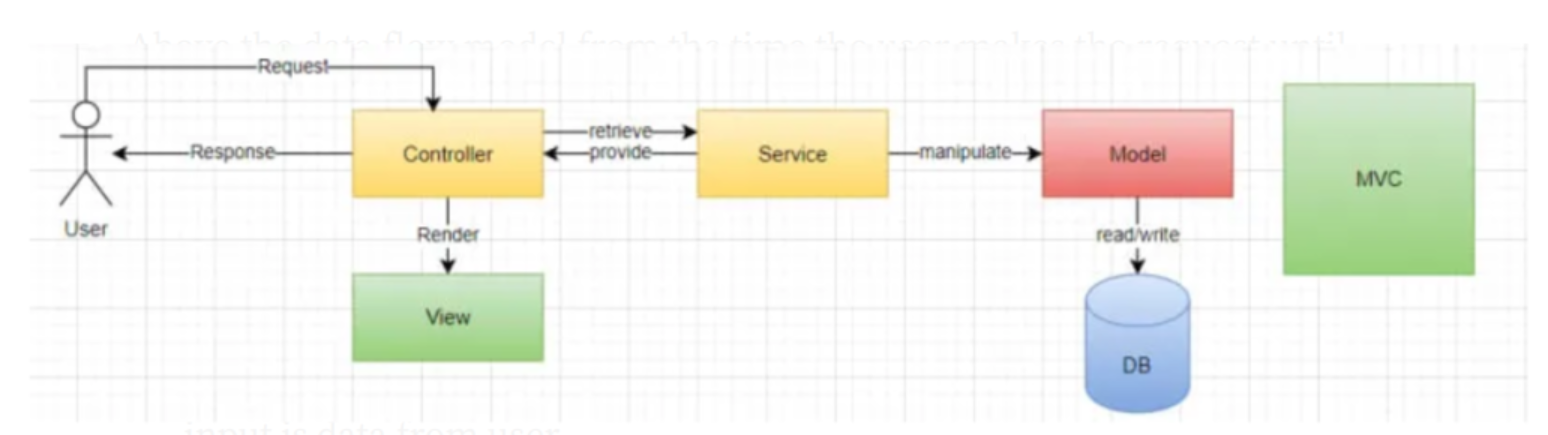 Above the data flow model from the time the user makes the request until
Request
Response
Controller
retrieve
provide
Service
manipulate
Model
MVC
User
Render
read/write
View
DB
input is data from user